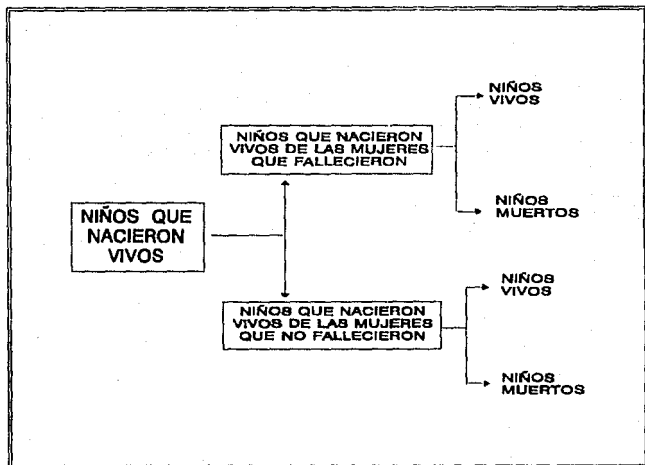 NIÑOS
VIVOS
NIÑOS QUE NACIERON
VIVOS DE LAS MUJERES
QUE FALLECIERON
NIÑOS
MUERTOS
NIÑOS QUE
NACIERON
VIVOS
NIÑOS
VIVOS
NIÑOS QUE NACIERON
VIVOS DE LAS MUJERES
QUE NO FALLECIERON
NIÑOS
MUERTOS